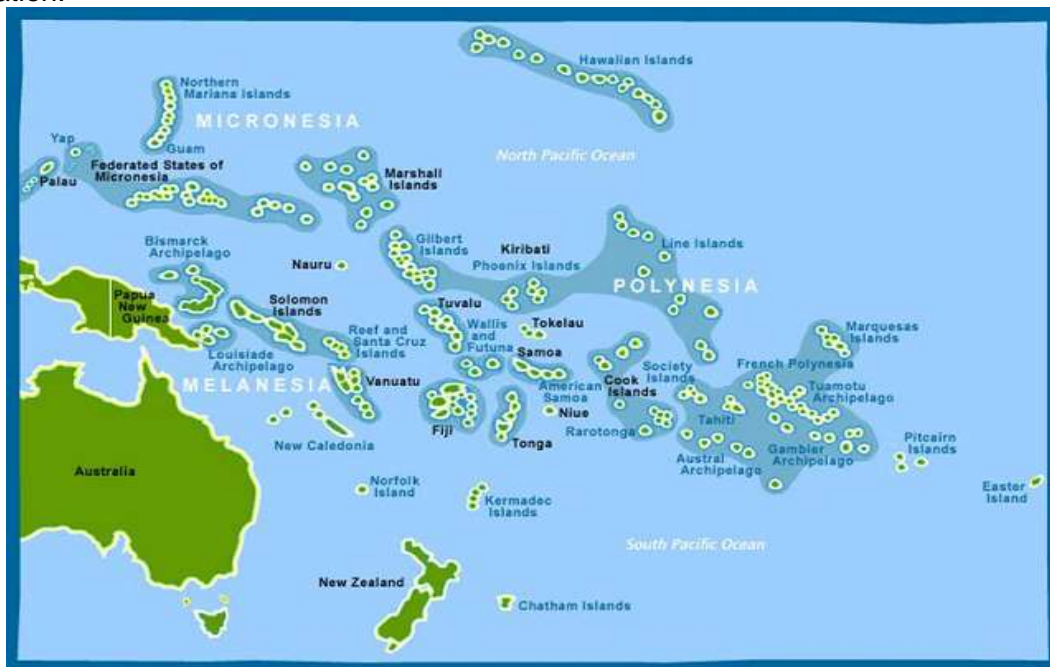 Hawaiian Islands
Northern
Mariana Islands
MICRONESIA
Yap
Guam
North Pacific Ocean
Federated States of
Micronesia
Palau
Marshall
Islands
Bismarck
Archipelago
Gilbert
Islands
Kiribati
Line Islands
Nauru
Phoenix Islands
POLYNESIA
Papua
New
Guinea
Solomon
Islands
Tuvalu
Tokelau
Reef and
Santa Cruz
Islands
Wallis
and
Futuna
Marquesas
Islands
Louisiade
Archipelago
Samoa
Society
Islands
French Polynesia
MELANESIA
Vanuatu
American
Samoa
Cook
Islands
Tuamotu
Archipelago
Niue
Tahiti
Fiji
Rarotonga
New Caledonia
Tonga
Pitcairn
Islands
Austral
Archipelago
Gambier
Archipelago
Australia
Norfolk
Island
Kermadec
Islands
Easter
Island
South Pacific Ocean
New Zealand
Chatham Islands